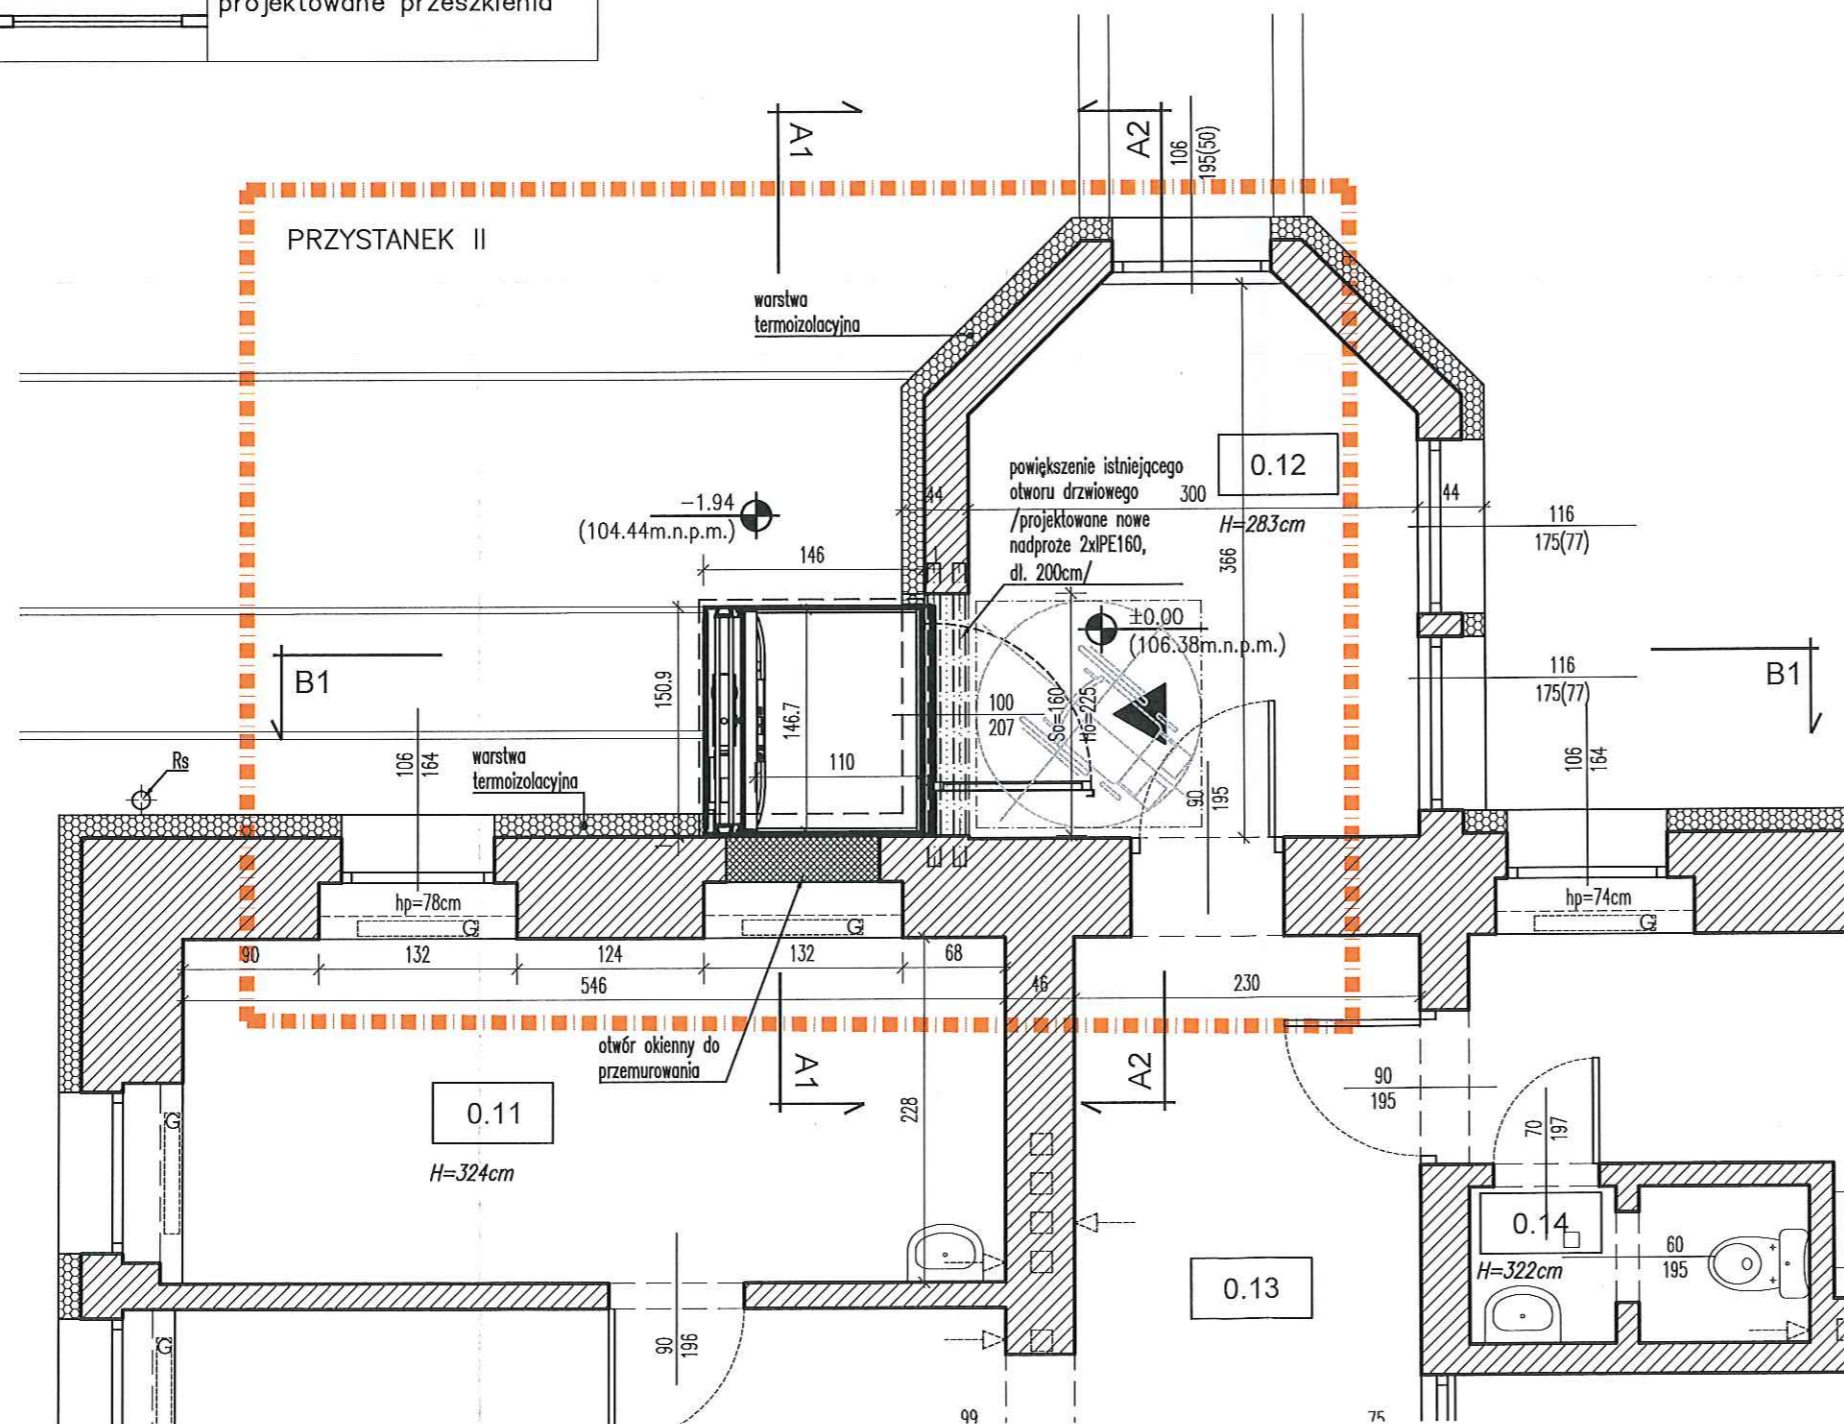 projektowane przeszklenia
A1
A2
106
195(50)
PRZYSTANEK II
warstwa
termoizolacyjna
0.12
powiększenie istniejącego
otworu drzwiowego
/projektowane nowe
nadproże 2xIPE160,
dł. 200cm/
44
300
44
H=283cm
366
116
175(77)
-1.94
(104.44m.n.p.m.)
146
±0.00
(106.38m.n.p.m.)
116
175(77)
B1
B1
150.9
146.7
110
100
207
So=160
Ho=225
90
195
106
164
106
164
Rs
warstwa
termoizolacyjna
1
hp=78cm
G
G
hp=74cm
G
90
132
124
132
68
546
46
230
otwór okienny do
przemurowania
A1
A2
228
0.11
H=324cm
G
90
195
70
197
0.14
H=322cm
60
195
0.13
G
90
196
99
75